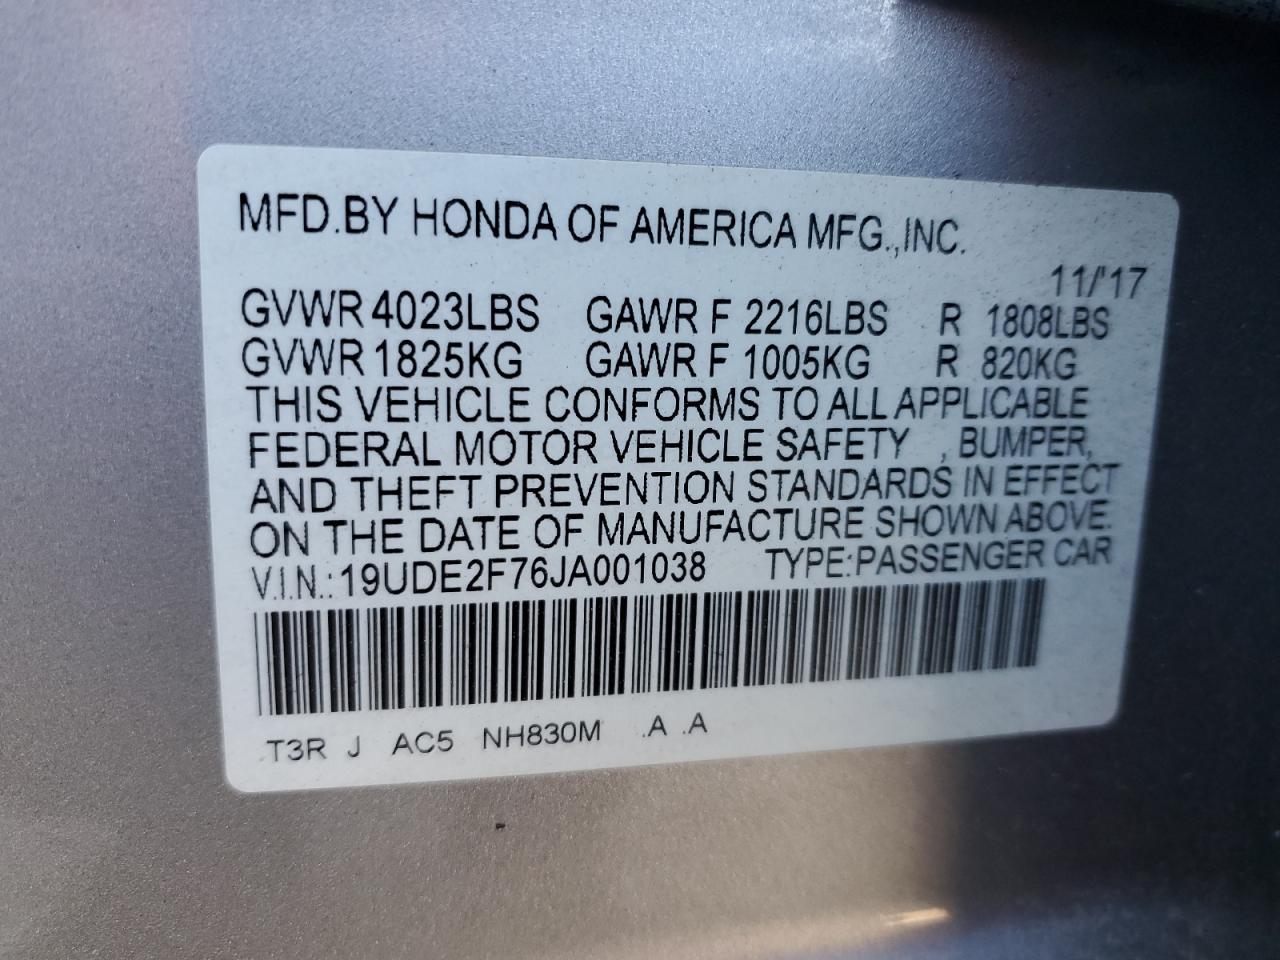 MFD.BY HONDA OF AMERICA MFG.,INC.
11/'17
GVWR 4023LBS GAWR F 2216LBS R 1808LBS
GVWR 1825KG GAWR F 1005KG R 820KG
THIS VEHICLE CONFORMS TO ALL APPLICABLE
FEDERAL MOTOR VEHICLE SAFETY , BUMPER,
AND THEFT PREVENTION STANDARDS IN EFFECT
ON THE DATE OF MANUFACTURE SHOWN ABOVE.
V.I.N.: 19UDE2F76JA001038 TYPE:PASSENGER CAR
.T3R J AC5 NH830M .A .A